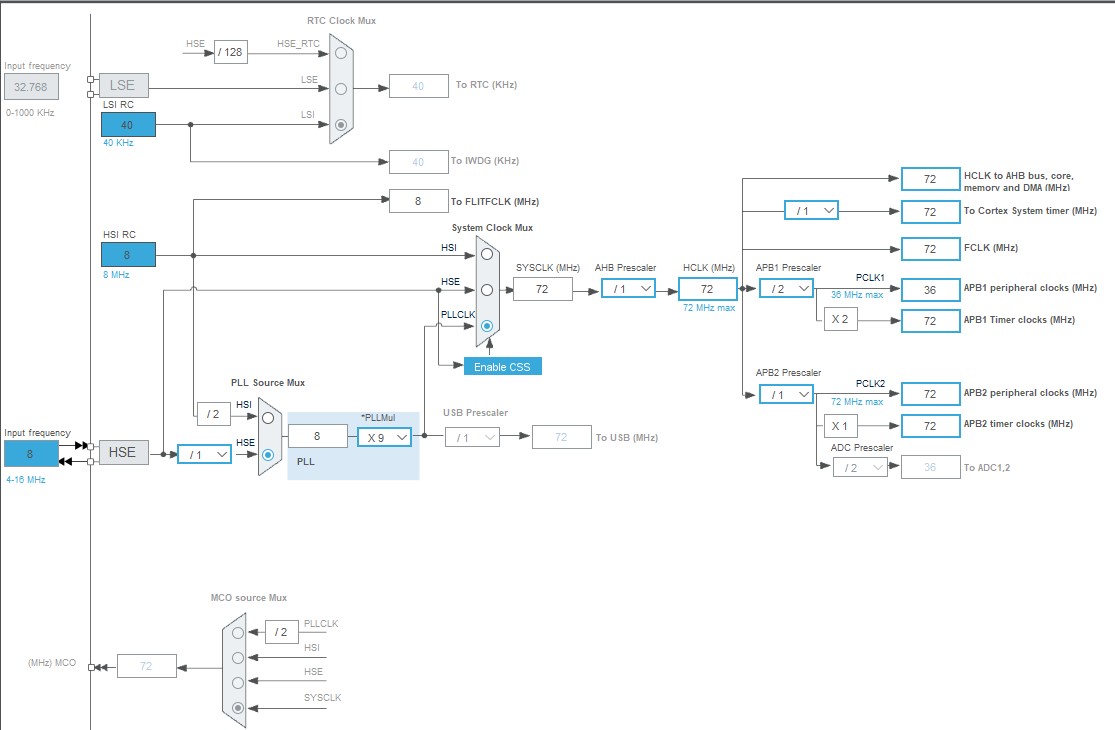 RTC Clock Mux
HSE
/ 128
HSE_RTC
Input frequency
32.768
0-1000 KHz
LSE
LSE
40
To RTC (KHz)
LSI RC
40
40 KHz
LSI
40
To IWDG (KHz)
8
To FLITFCLK (MHz)
HSI RC
8
8 MHz
System Clock Mux
HSI
HSE
PLLCLK
Enable CSS
SYSCLK (MHz)
72
AHB Prescaler
/ 1
HCLK (MHz)
72
72 MHz max
72
HCLK to AHB bus, core,
memory and DMA (MHz)
/ 1
72
To Cortex System timer (MHz)
72
FCLK (MHz)
APB1 Prescaler
/ 2
PCLK1
36 MHz max
36
APB1 peripheral clocks (MHz)
X 2
72
APB1 Timer clocks (MHz)
APB2 Prescaler
/ 1
PCLK2
72 MHz max
72
APB2 peripheral clocks (MHz)
X 1
72
APB2 timer clocks (MHz)
ADC Prescaler
/ 2
36
To ADC1,2
PLL Source Mux
/ 2
HSI
Input frequency
8
4-16 MHz
HSE
/ 1
HSE
8
*PLLMul
X 9
PLL
USB Prescaler
/ 1
72
To USB (MHz)
MCO source Mux
/ 2
PLLCLK
HSI
HSE
SYSCLK
(MHz) MCO
72